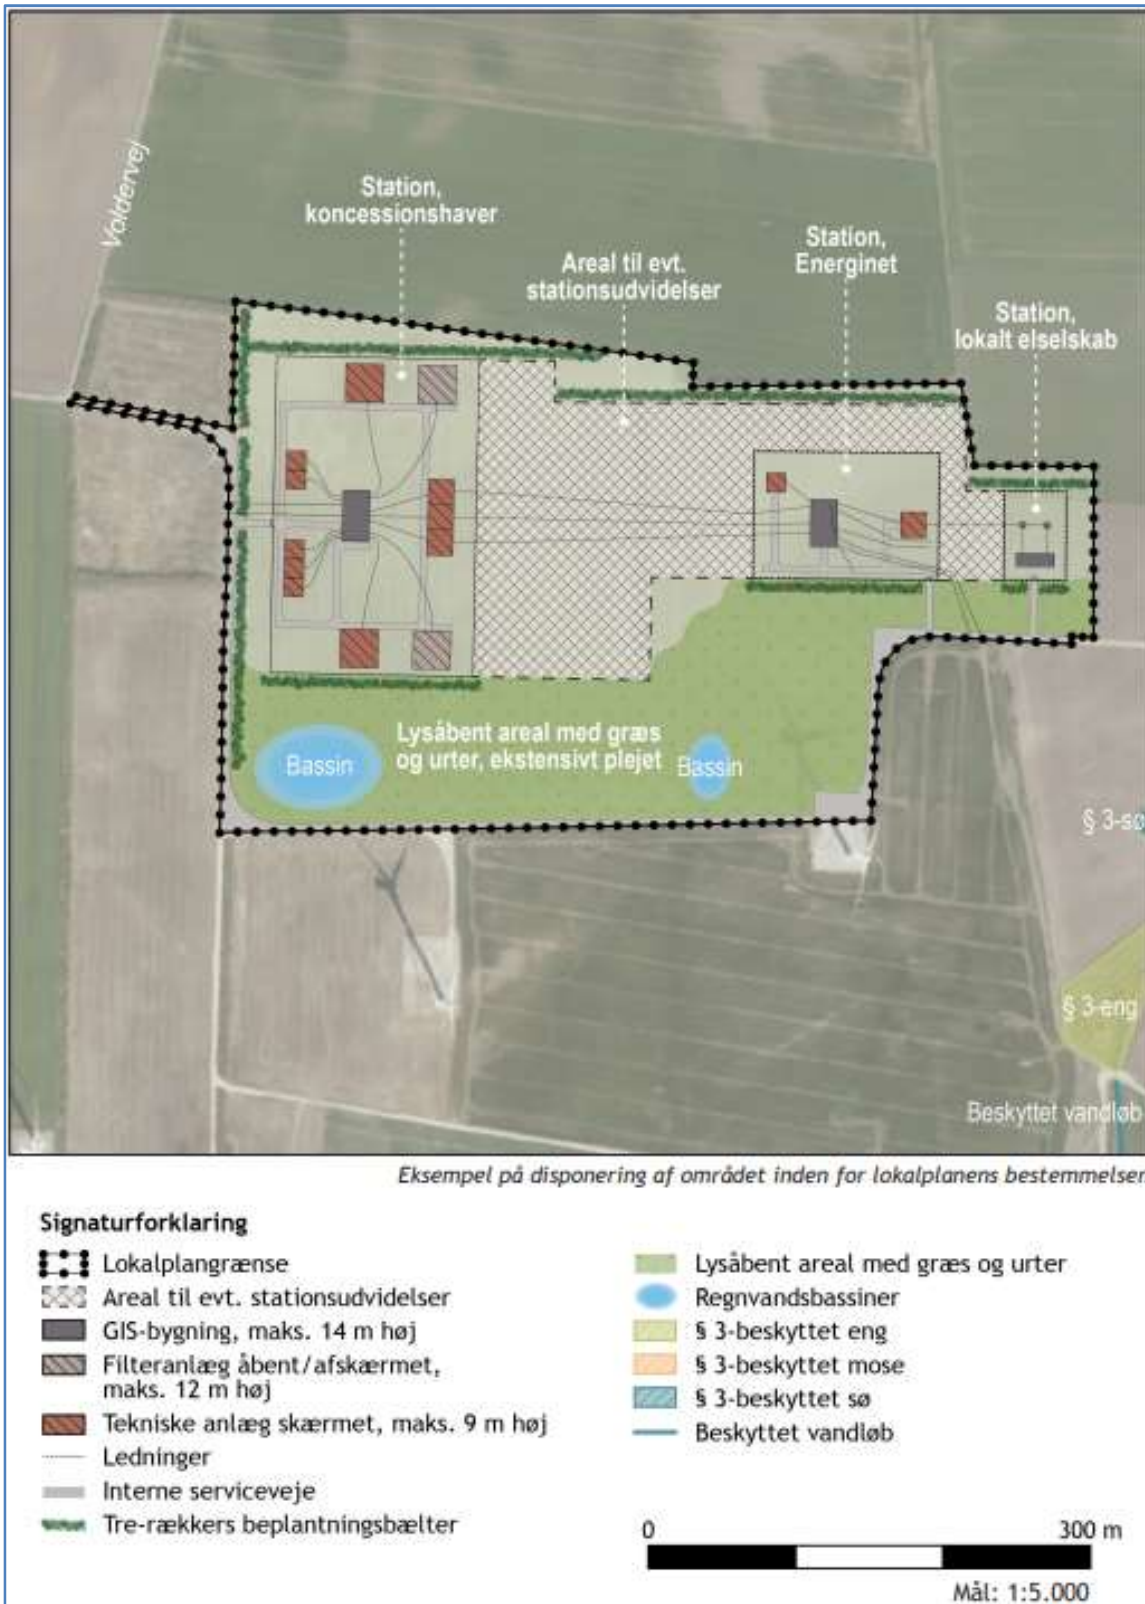 Voldervej
Station,
koncessionshaver
Areal til evt.
stationsudvidelser
Station,
Energinet
Station,
lokalt elselskab
Lysåbent areal med græs
og urter, ekstensivt plejet
Bassin
Bassin
§ 3-sø
§ 3-eng
Beskyttet vandløb
Eksempel på disponering af området inden for lokalplanens bestemmelser
Signaturforklaring
Lokalplangrænse
Areal til evt. stationsudvidelser
GIS-bygning, maks. 14 m høj
Filteranlæg åbent/afskærmet,
maks. 12 m høj
Tekniske anlæg skærmet, maks. 9 m høj
Ledninger
Interne serviceveje
Tre-rækkers beplantningsbælter
Lysåbent areal med græs og urter
Regnvandsbassiner
§ 3-beskyttet eng
§ 3-beskyttet mose
§ 3-beskyttet sø
Beskyttet vandløb
0 300 m
Mål: 1:5.000